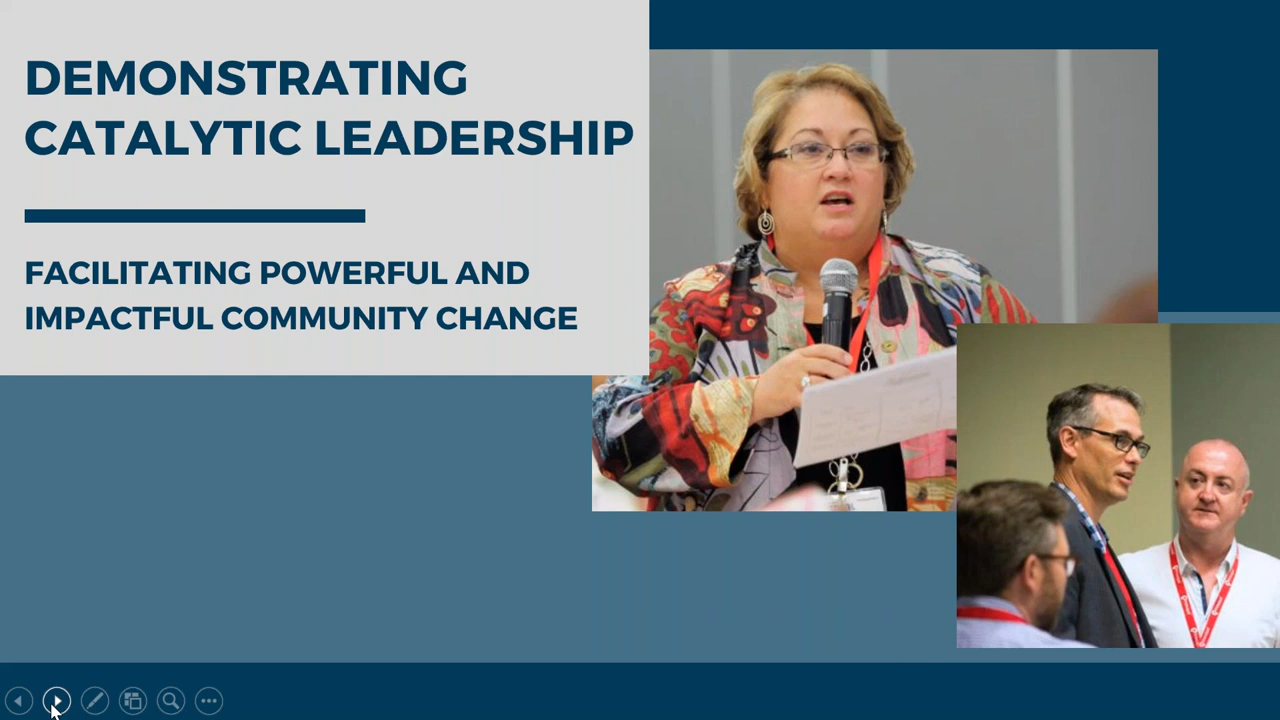 DEMONSTRATING
CATALYTIC LEADERSHIP
FACILITATING POWERFUL AND
IMPACTFUL COMMUNITY CHANGE